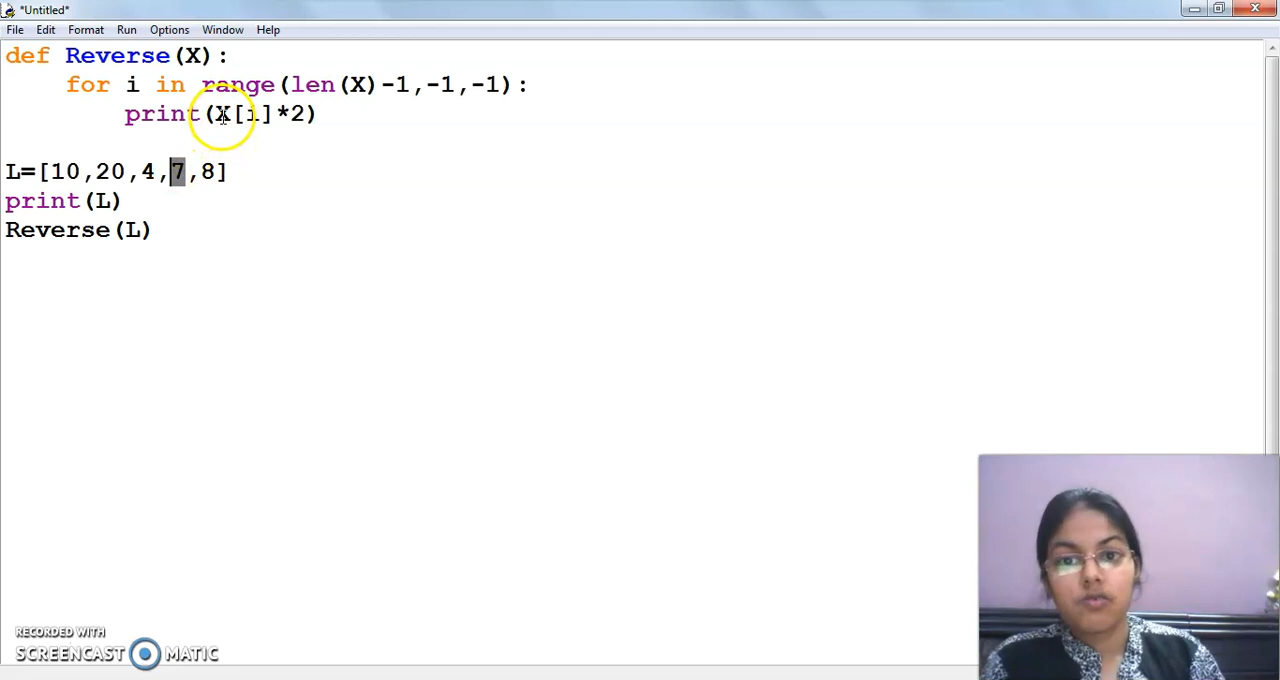 *Untitled*
File Edit Format Run Options Window Help
def Reverse(X):
    for i in range(len(X)-1,-1,-1):
        print(X[i]*2)
L=[10,20,4,7,8]
print(L)
Reverse(L)
RECORDED WITH
SCREENCAST MATIC